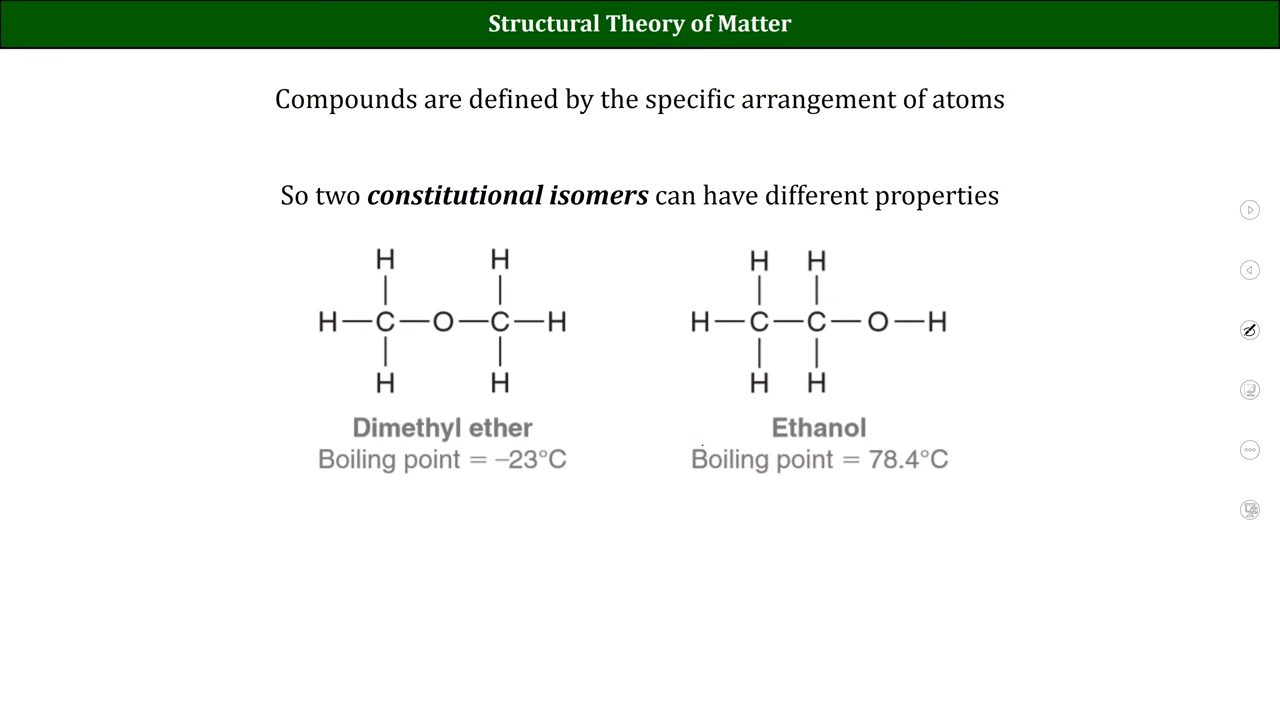 Structural Theory of Matter
Compounds are defined by the specific arrangement of atoms
So two constitutional isomers can have different properties
H H
H—C—O—C—H
H H
Dimethyl ether
Boiling point = –23°C
H H
H—C—C—O—H
H H
Ethanol
Boiling point = 78.4°C